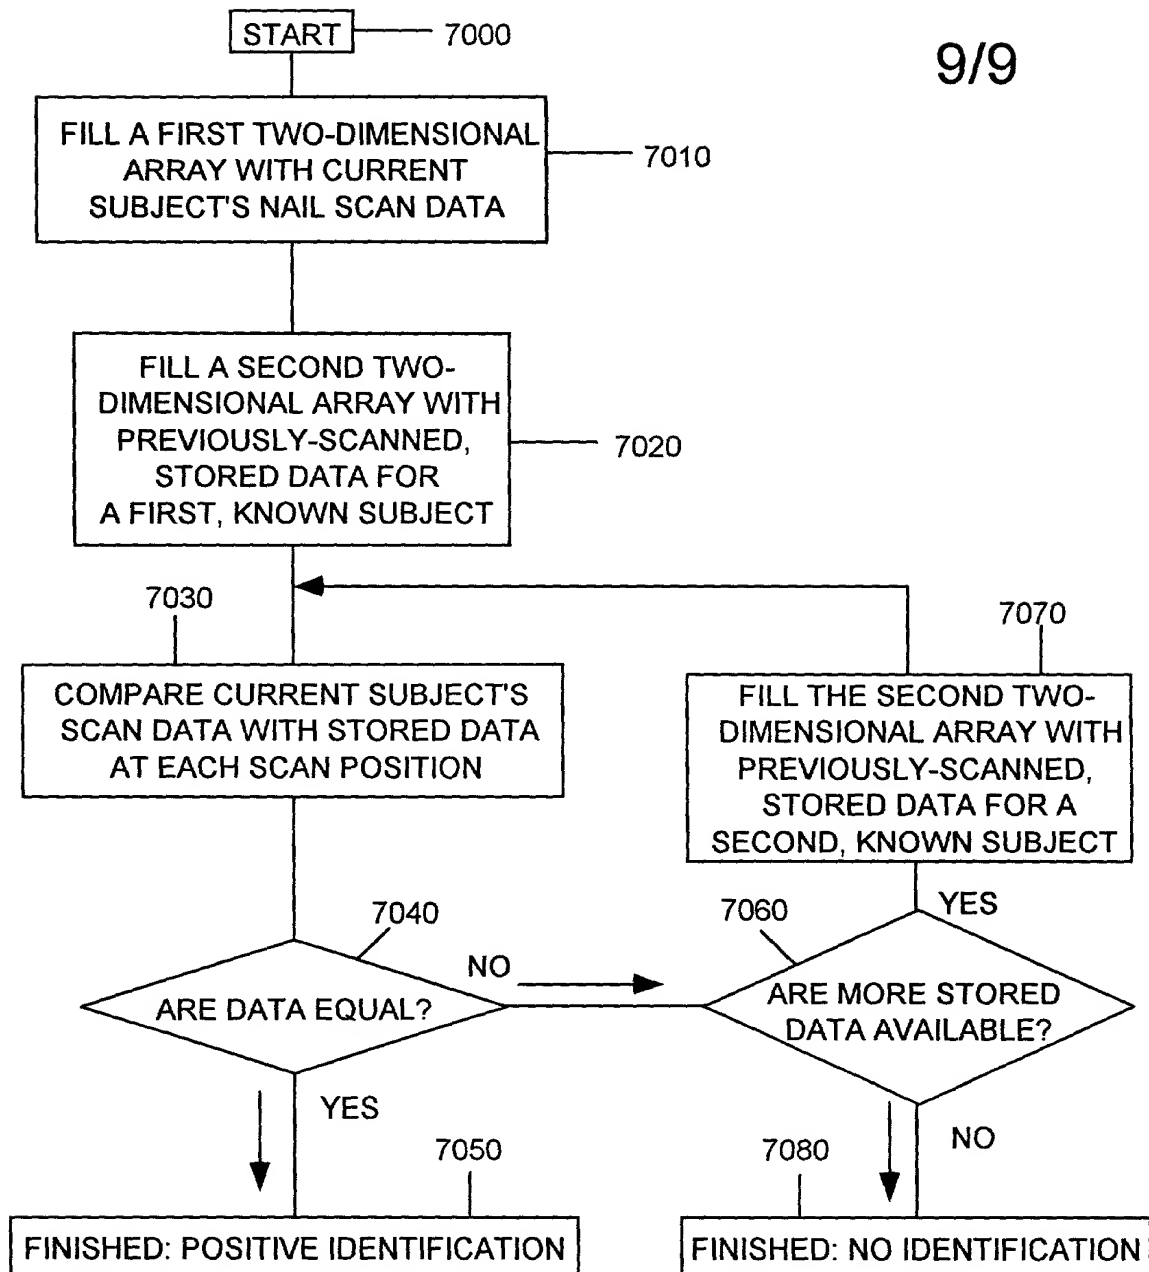 START
7000
9/9
FILL A FIRST TWO-DIMENSIONAL
ARRAY WITH CURRENT
SUBJECT'S NAIL SCAN DATA
7010
FILL A SECOND TWO-
DIMENSIONAL ARRAY WITH
PREVIOUSLY-SCANNED,
STORED DATA FOR
A FIRST, KNOWN SUBJECT
7020
7030
COMPARE CURRENT SUBJECT'S
SCAN DATA WITH STORED DATA
AT EACH SCAN POSITION
7070
FILL THE SECOND TWO-
DIMENSIONAL ARRAY WITH
PREVIOUSLY-SCANNED,
STORED DATA FOR A
SECOND, KNOWN SUBJECT
7040
ARE DATA EQUAL?
NO
7060
YES
ARE MORE STORED
DATA AVAILABLE?
YES
7050
FINISHED: POSITIVE IDENTIFICATION
NO
7080
FINISHED: NO IDENTIFICATION